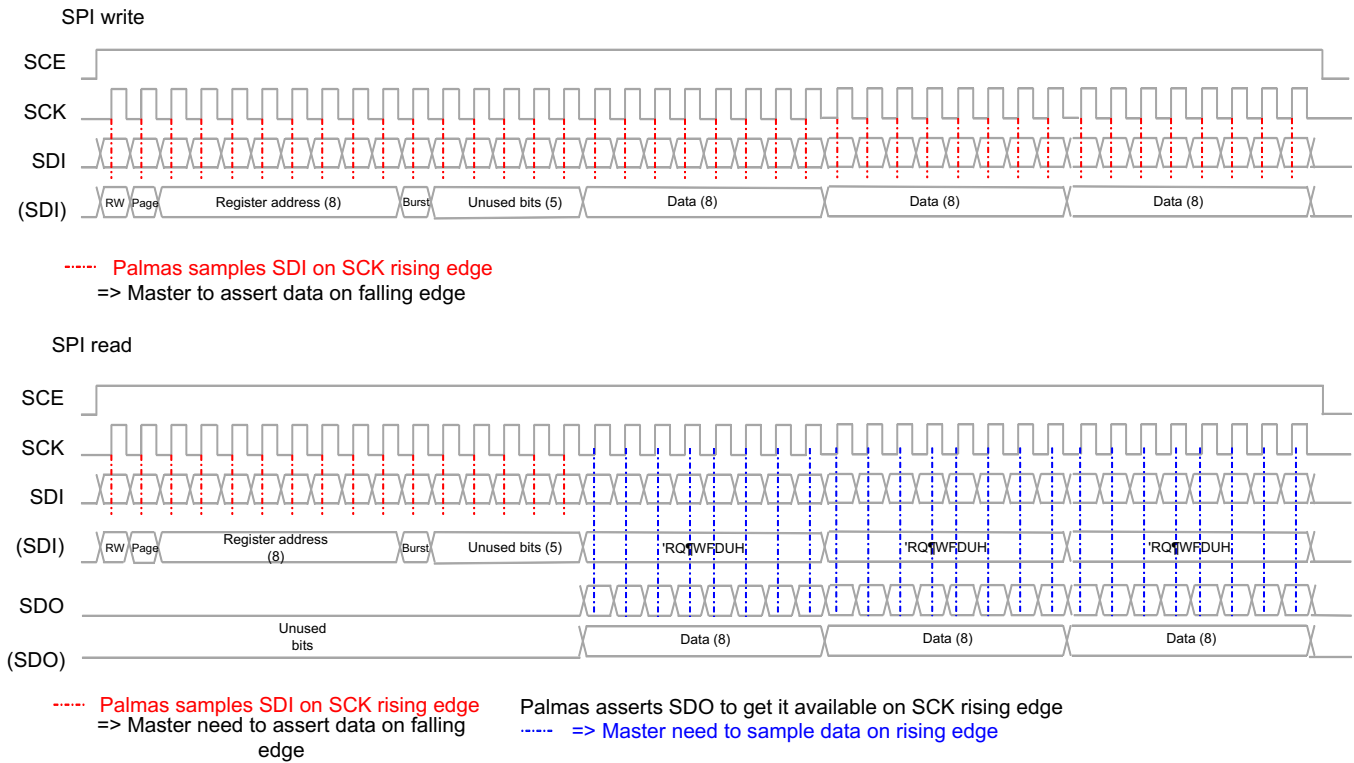 SPI write
SCE
SCK
SDI
(SDI) RW Page Register address (8) Burst Unused bits (5) Data (8) Data (8) Data (8)
Palmas samples SDI on SCK rising edge
=> Master to assert data on falling edge
SPI read
SCE
SCK
SDI
(SDI) RW Page Register address (8) Burst Unused bits (5) 'RQ¶WFDUH 'RQ¶WFDUH 'RQ¶WFDUH
SDO
(SDO) Unused bits Data (8) Data (8) Data (8)
Palmas samples SDI on SCK rising edge
=> Master need to assert data on falling
edge
Palmas asserts SDO to get it available on SCK rising edge
=> Master need to sample data on rising edge